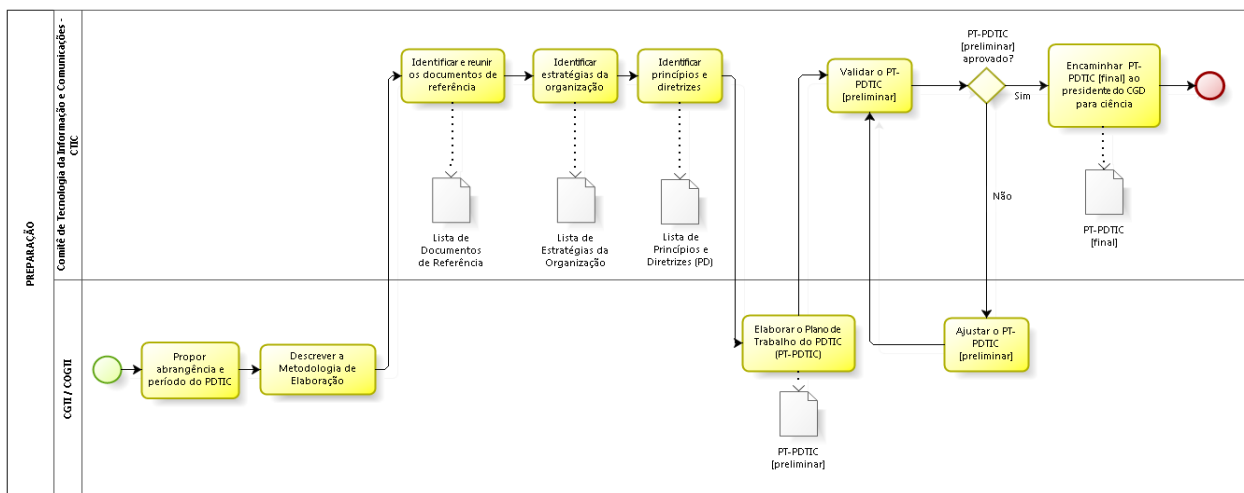 PREPARAÇÃO
Comitê de Tecnologia da Informação e Comunicações -
CTIC
Identificar e reunir
os documentos de
referência
Identificar
estratégias da
organização
Identificar
princípios e
diretrizes
Validar o PT-
PDTIC
[preliminar]
PT-PDTIC
[preliminar]
aprovado?
Sim
Não
Encaminhar PT-
PDTIC [final] ao
presidente do CGD
para ciência
Lista de
Documentos
de Referência
Lista de
Estratégias da
Organização
Lista de
Princípios e
Diretrizes (PD)
PT-PDTIC
[final]
CGTI / COGTI
Propor
abrangência e
período do PDTIC
Descrever a
Metodologia de
Elaboração
Elaborar o Plano de
Trabalho do PDTIC
(PT-PDTIC)
Ajustar o PT-
PDTIC
[preliminar]
PT-PDTIC
[preliminar]